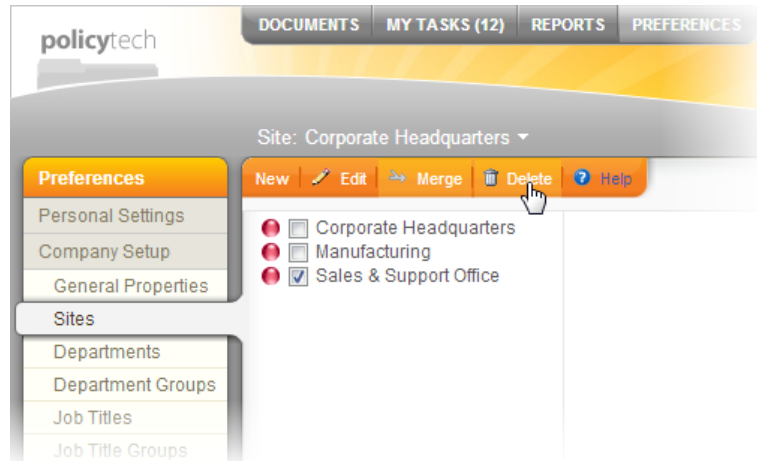 policytech
DOCUMENTS MY TASKS (12) REPORTS PREFERENCES
Site: Corporate Headquarters
Preferences
New Edit Merge Delete Help
Personal Settings
Company Setup
General Properties
Sites
Departments
Department Groups
Job Titles
Job Title Groups
Corporate Headquarters
Manufacturing
Sales & Support Office